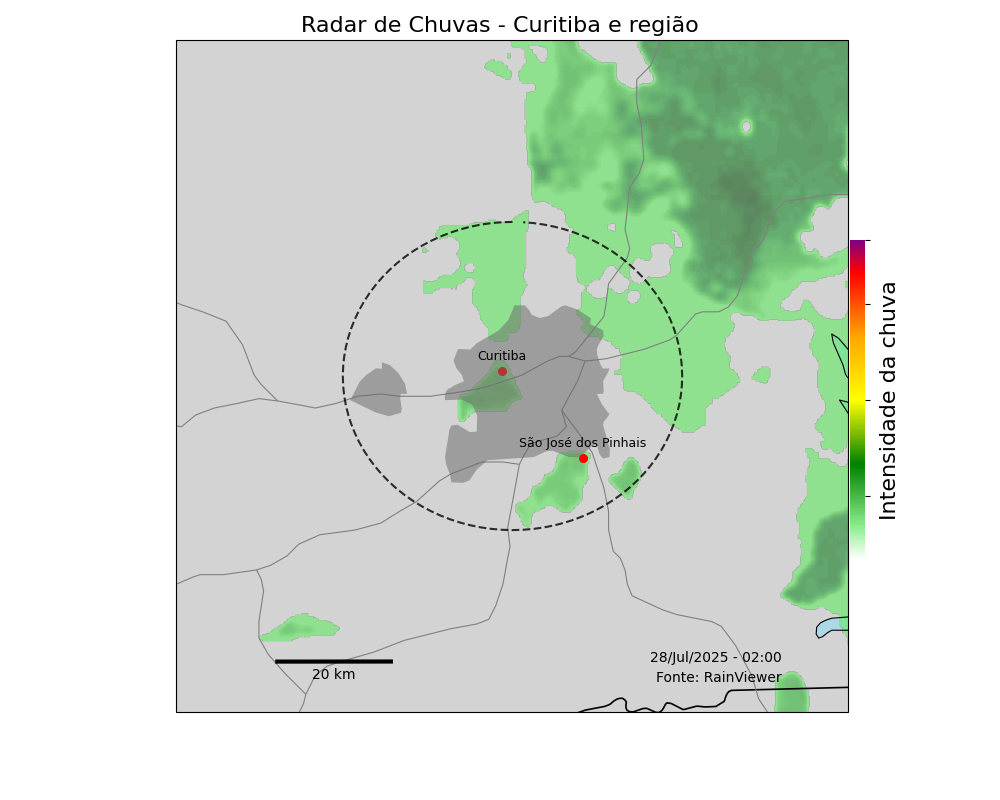 Radar de Chuvas - Curitiba e região
Curitiba
São José dos Pinhais
Intensidade da chuva
20 km
28/Jul/2025 - 02:00
Fonte: RainViewer